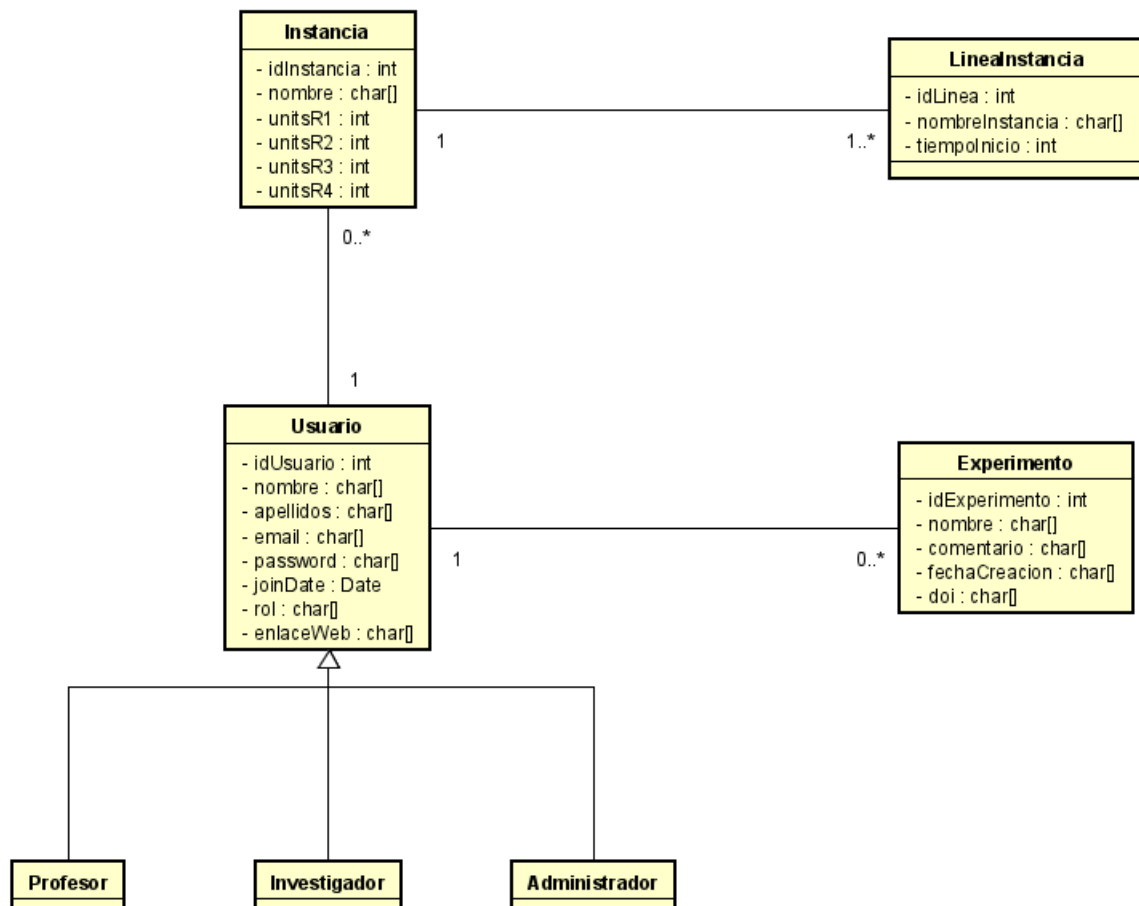 Instancia
- idInstancia : int
- nombre : char[]
- unitsR1 : int
- unitsR2 : int
- unitsR3 : int
- unitsR4 : int
LineaInstancia
- idLinea : int
- nombreInstancia : char[]
- tiempoInicio : int
1
1..*
0..*
1
Usuario
- idUsuario : int
- nombre : char[]
- apellidos : char[]
- email : char[]
- password : char[]
- joinDate : Date
- rol : char[]
- enlaceWeb : char[]
Experimento
- idExperimento : int
- nombre : char[]
- comentario : char[]
- fechaCreacion : char[]
- doi : char[]
1
0..*
Profesor
Investigador
Administrador